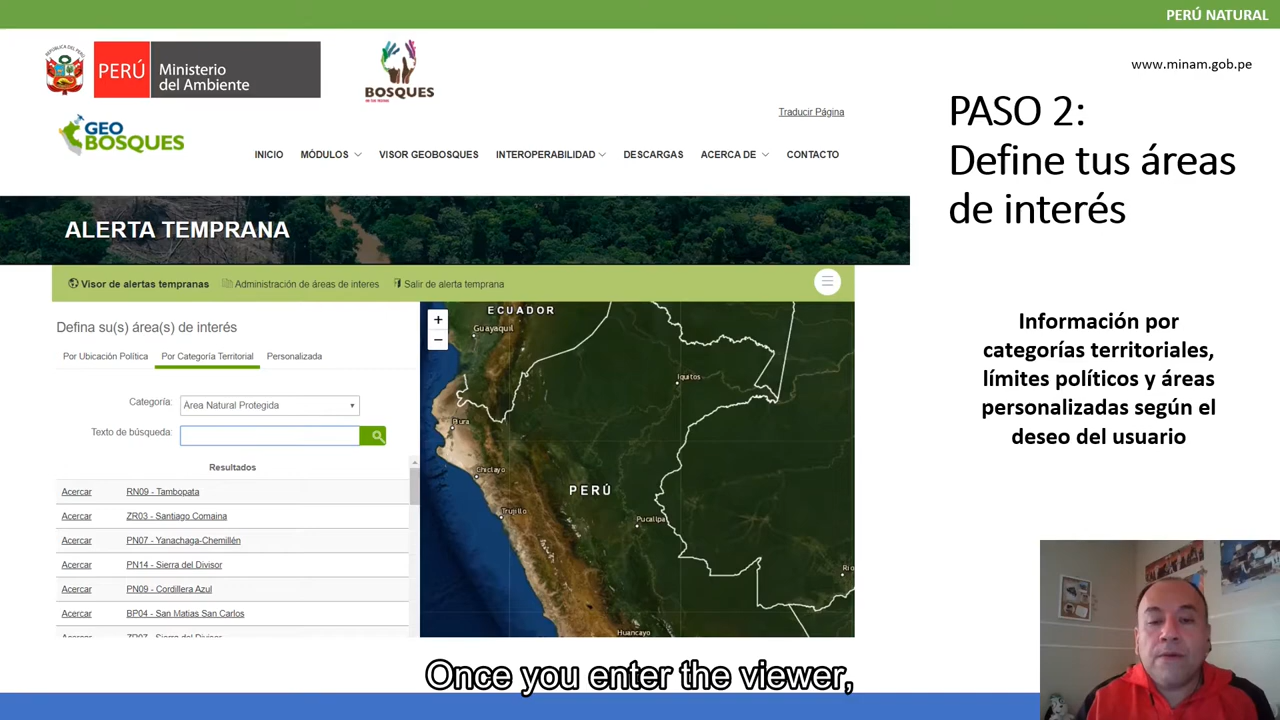 PERÚ NATURAL
REPÚBLICA DEL PERÚ
PERÚ
Ministerio
del Ambiente
BOSQUES
www.minam.gob.pe
GEO
BOSQUES
Traducir Página
INICIO MÓDULOS VISOR GEOBOSQUES INTEROPERABILIDAD DESCARGAS ACERCA DE CONTACTO
PASO 2:
Define tus áreas
de interés
ALERTA TEMPRANA
Visor de alertas tempranas Administración de áreas de interes Salir de alerta temprana
Defina su(s) área(s) de interés
Por Ubicación Política Por Categoría Territorial Personalizada
Categoría: Area Natural Protegida
Texto de búsqueda:
Resultados
Acercar RN09 - Tambopata
Acercar ZR03 - Santiago Comaina
Acercar PN07 - Yanachaga-Chemillén
Acercar PN14 - Sierra del Divisor
Acercar PN09 - Cordillera Azul
Acercar BP04 - San Matias San Carlos
+
−
ECUADOR
Guayaquil
Iquitos
Piura
Chiclayo
PERÚ
Trujillo
Pucallpa
Rio
Huancayo
Información por
categorías territoriales,
límites políticos y áreas
personalizadas según el
deseo del usuario
Once you enter the viewer,